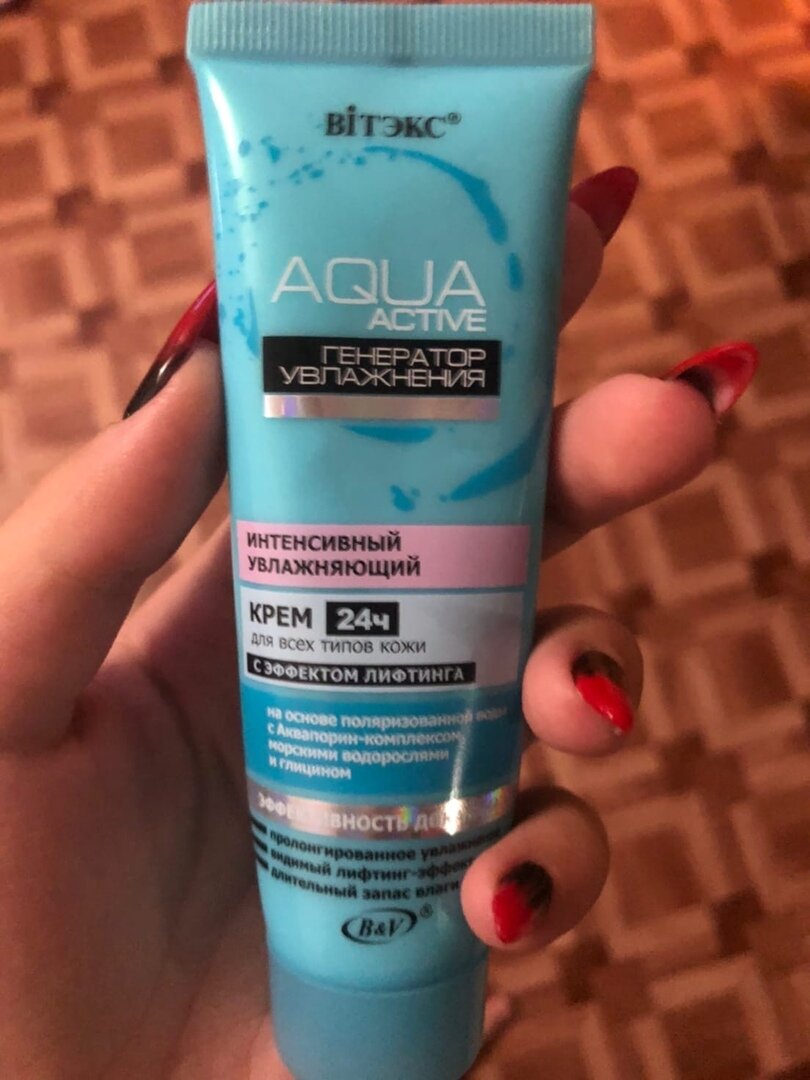 ВІТЭКС®
AQUA
ACTIVE
ГЕНЕРАТОР
УВЛАЖНЕНИЯ
ИНТЕНСИВНЫЙ
УВЛАЖНЯЮЩИЙ
КРЕМ 24ч
для всех типов кожи
С ЭФФЕКТОМ ЛИФТИНГА
на основе поляризованной воды
с Аквапорин-комплексом,
морскими водорослями
и глицином
ЭФФЕКТИВНОСТЬ
пролонгированное увлажнение
видимый лифтинг-эффект
длительный запас влаги
B&V®